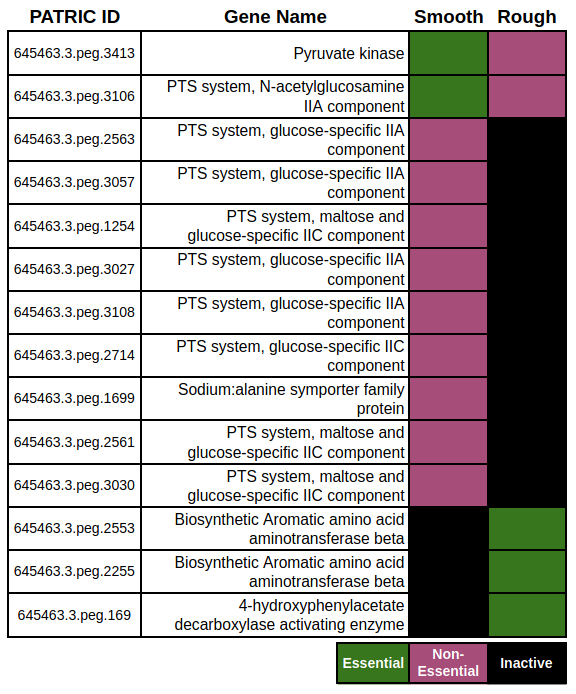 PATRIC ID Gene Name Smooth Rough
645463.3.peg.3413 Pyruvate kinase
645463.3.peg.3106 PTS system, N-acetylglucosamine
IIA component
645463.3.peg.2563 PTS system, glucose-specific IIA
component
645463.3.peg.3057 PTS system, glucose-specific IIA
component
645463.3.peg.1254 PTS system, maltose and
glucose-specific IIC component
645463.3.peg.3027 PTS system, glucose-specific IIA
component
645463.3.peg.3108 PTS system, glucose-specific IIA
component
645463.3.peg.2714 PTS system, glucose-specific IIC
component
645463.3.peg.1699 Sodium:alanine symporter family
protein
645463.3.peg.2561 PTS system, maltose and
glucose-specific IIC component
645463.3.peg.3030 PTS system, maltose and
glucose-specific IIC component
645463.3.peg.2553 Biosynthetic Aromatic amino acid
aminotransferase beta
645463.3.peg.2255 Biosynthetic Aromatic amino acid
aminotransferase beta
645463.3.peg.169 4-hydroxyphenylacetate
decarboxylase activating enzyme
Essential Non-
Essential Inactive